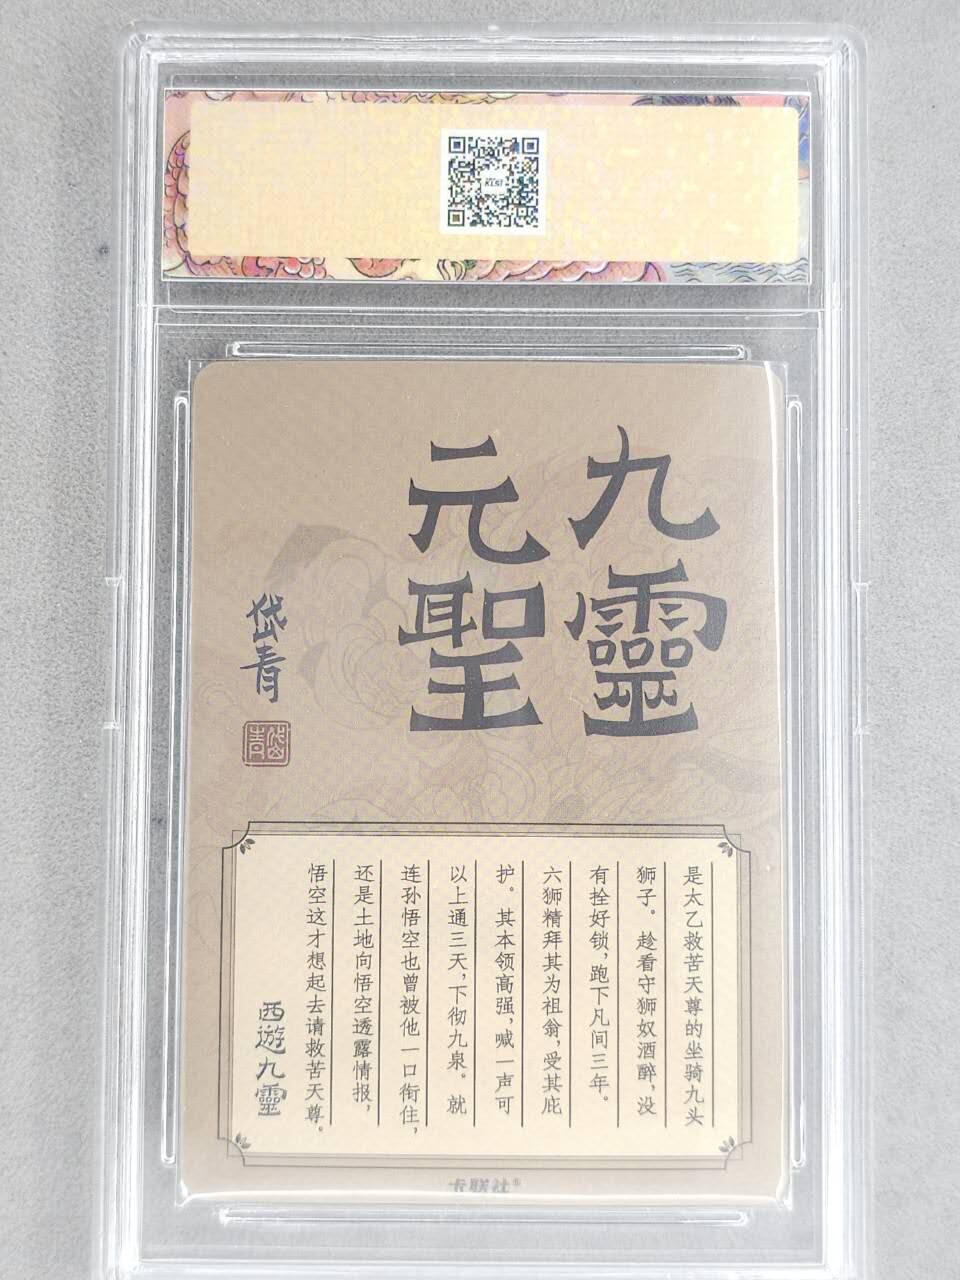 KLSI
九靈
元聖
岱青
岱青
是太乙救苦天尊的坐骑九头
狮子。趁看守狮奴酒醉，没
有拴好锁，跑下凡间三年。
六狮精拜其为祖翁，受其庇
护。其本领高强，喊一声可
以上通三天，下彻九泉。就
连孙悟空也曾被他一口衔住，
还是土地向悟空透露情报，
悟空这才想起去请救苦天尊。
西遊九靈
卡联社®